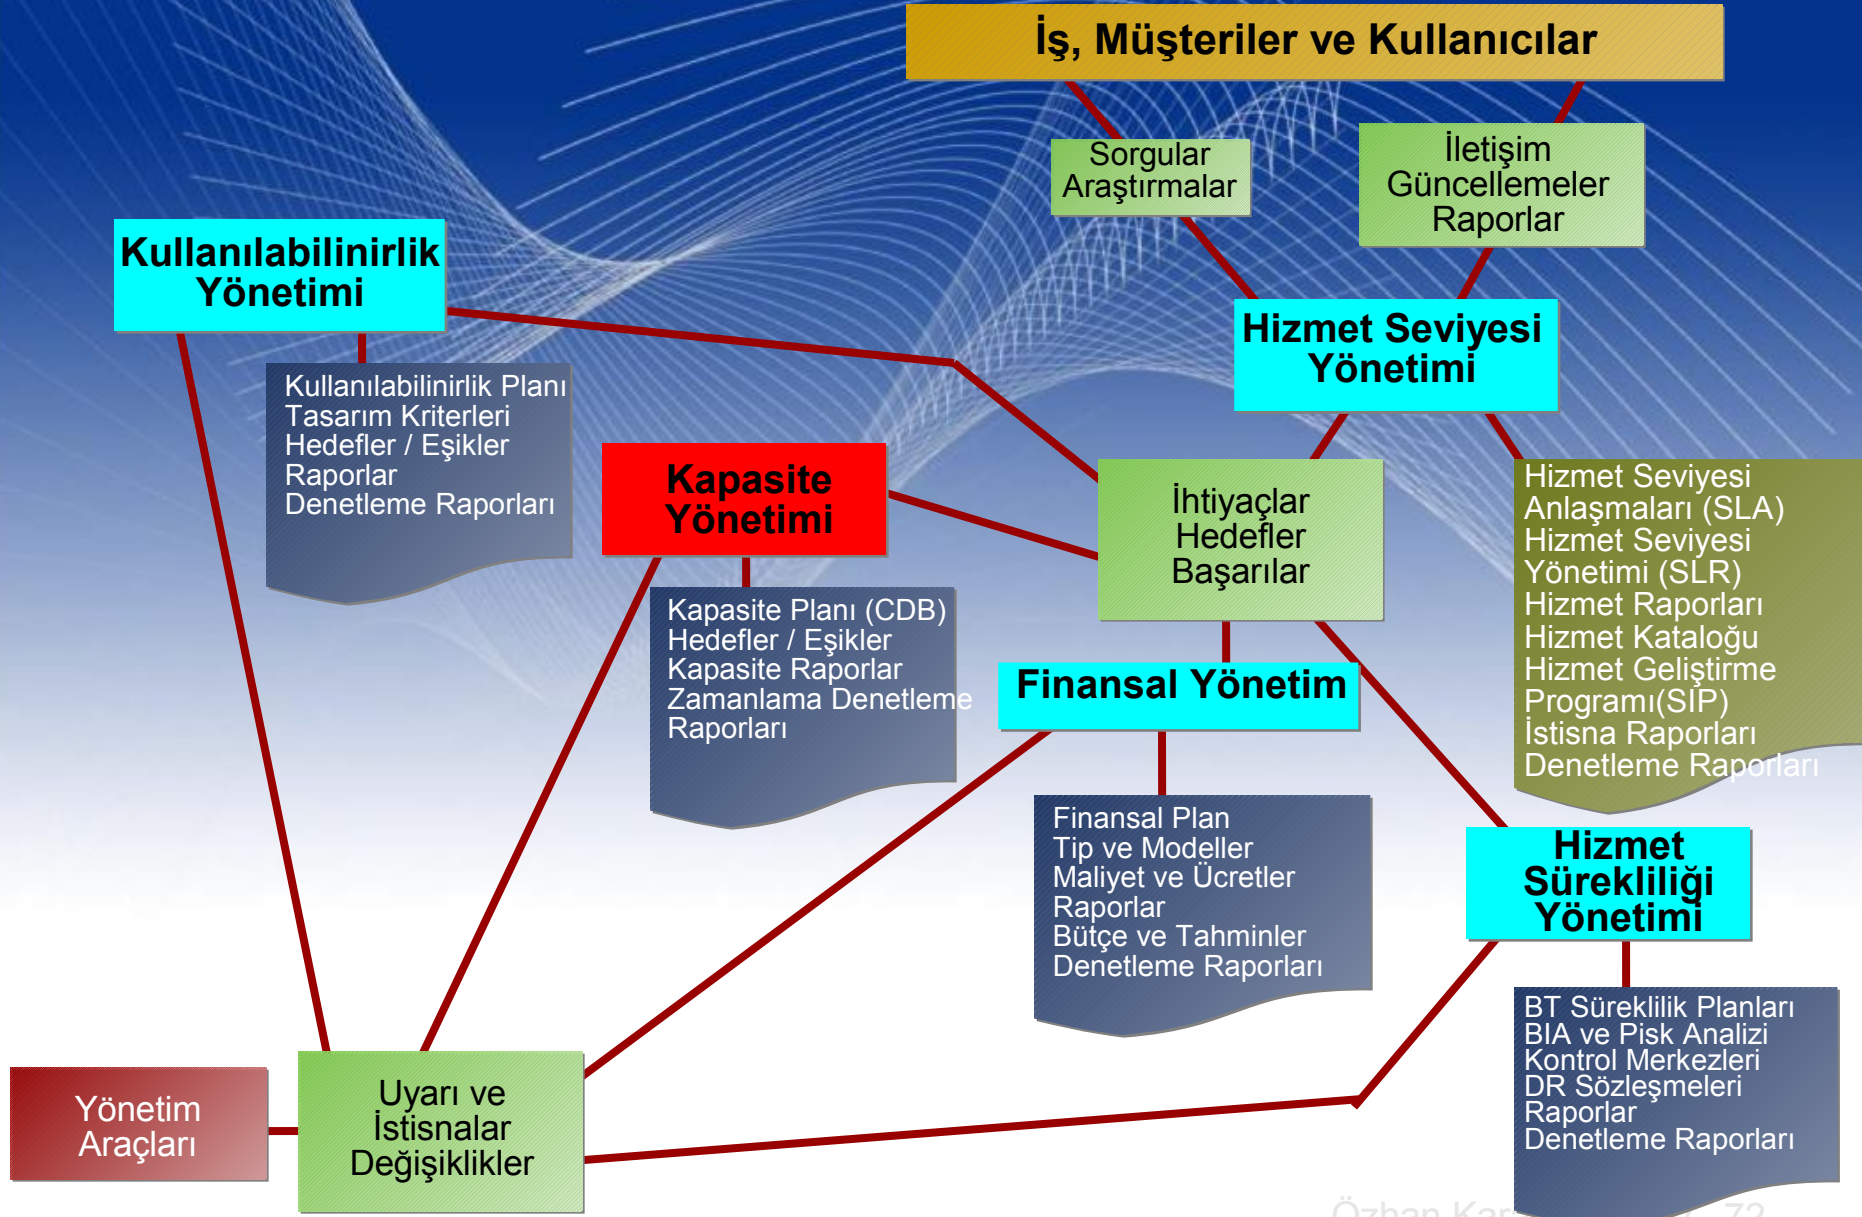 İş, Müşteriler ve Kullanıcılar
Sorgular
Araştırmalar
İletişim
Güncellemeler
Raporlar
Kullanılabilinirlik
Yönetimi
Hizmet Seviyesi
Yönetimi
Kullanılabilinirlik Planı
Tasarım Kriterleri
Hedefler / Eşikler
Raporlar
Denetleme Raporları
Kapasite
Yönetimi
İhtiyaçlar
Hedefler
Başarılar
Hizmet Seviyesi
Anlaşmaları (SLA)
Hizmet Seviyesi
Yönetimi (SLR)
Hizmet Raporları
Hizmet Kataloğu
Hizmet Geliştirme
Programı(SIP)
İstisna Raporları
Denetleme Raporları
Kapasite Planı (CDB)
Hedefler / Eşikler
Kapasite Raporlar
Zamanlama Denetleme
Raporları
Finansal Yönetim
Finansal Plan
Tip ve Modeller
Maliyet ve Ücretler
Raporlar
Bütçe ve Tahminler
Denetleme Raporları
Hizmet
Sürekliliği
Yönetimi
BT Süreklilik Planları
BIA ve Pisk Analizi
Kontrol Merkezleri
DR Sözleşmeleri
Raporlar
Denetleme Raporları
Yönetim
Araçları
Uyarı ve
İstisnalar
Değişiklikler
Özhan 72